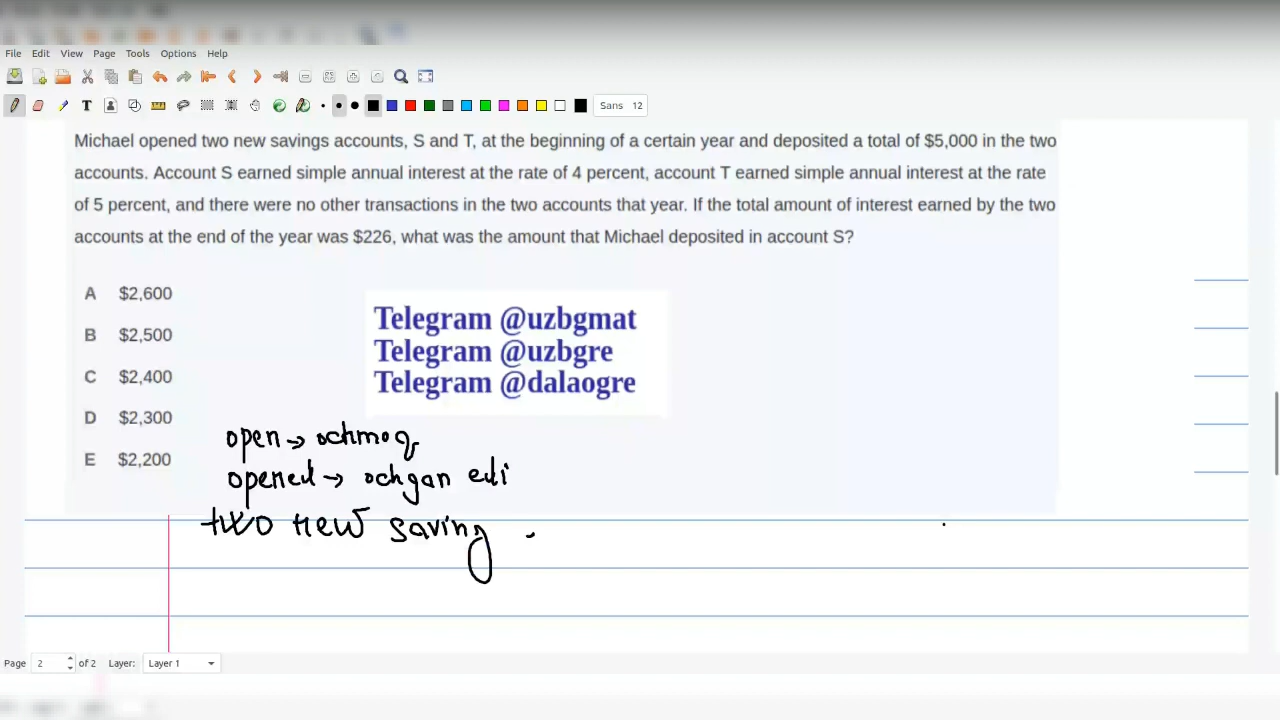 File Edit View Page Tools Options Help
T Sans 12
Michael opened two new savings accounts, S and T, at the beginning of a certain year and deposited a total of $5,000 in the two
accounts. Account S earned simple annual interest at the rate of 4 percent, account T earned simple annual interest at the rate
of 5 percent, and there were no other transactions in the two accounts that year. If the total amount of interest earned by the two
accounts at the end of the year was $226, what was the amount that Michael deposited in account S?
A $2,600
B $2,500
C $2,400
D $2,300
E $2,200
Telegram @uzbgmat
Telegram @uzbgre
Telegram @dalaogre
open → ochmoq
opened → ochgan edi
two new saving
Page 2 of 2 Layer: Layer 1